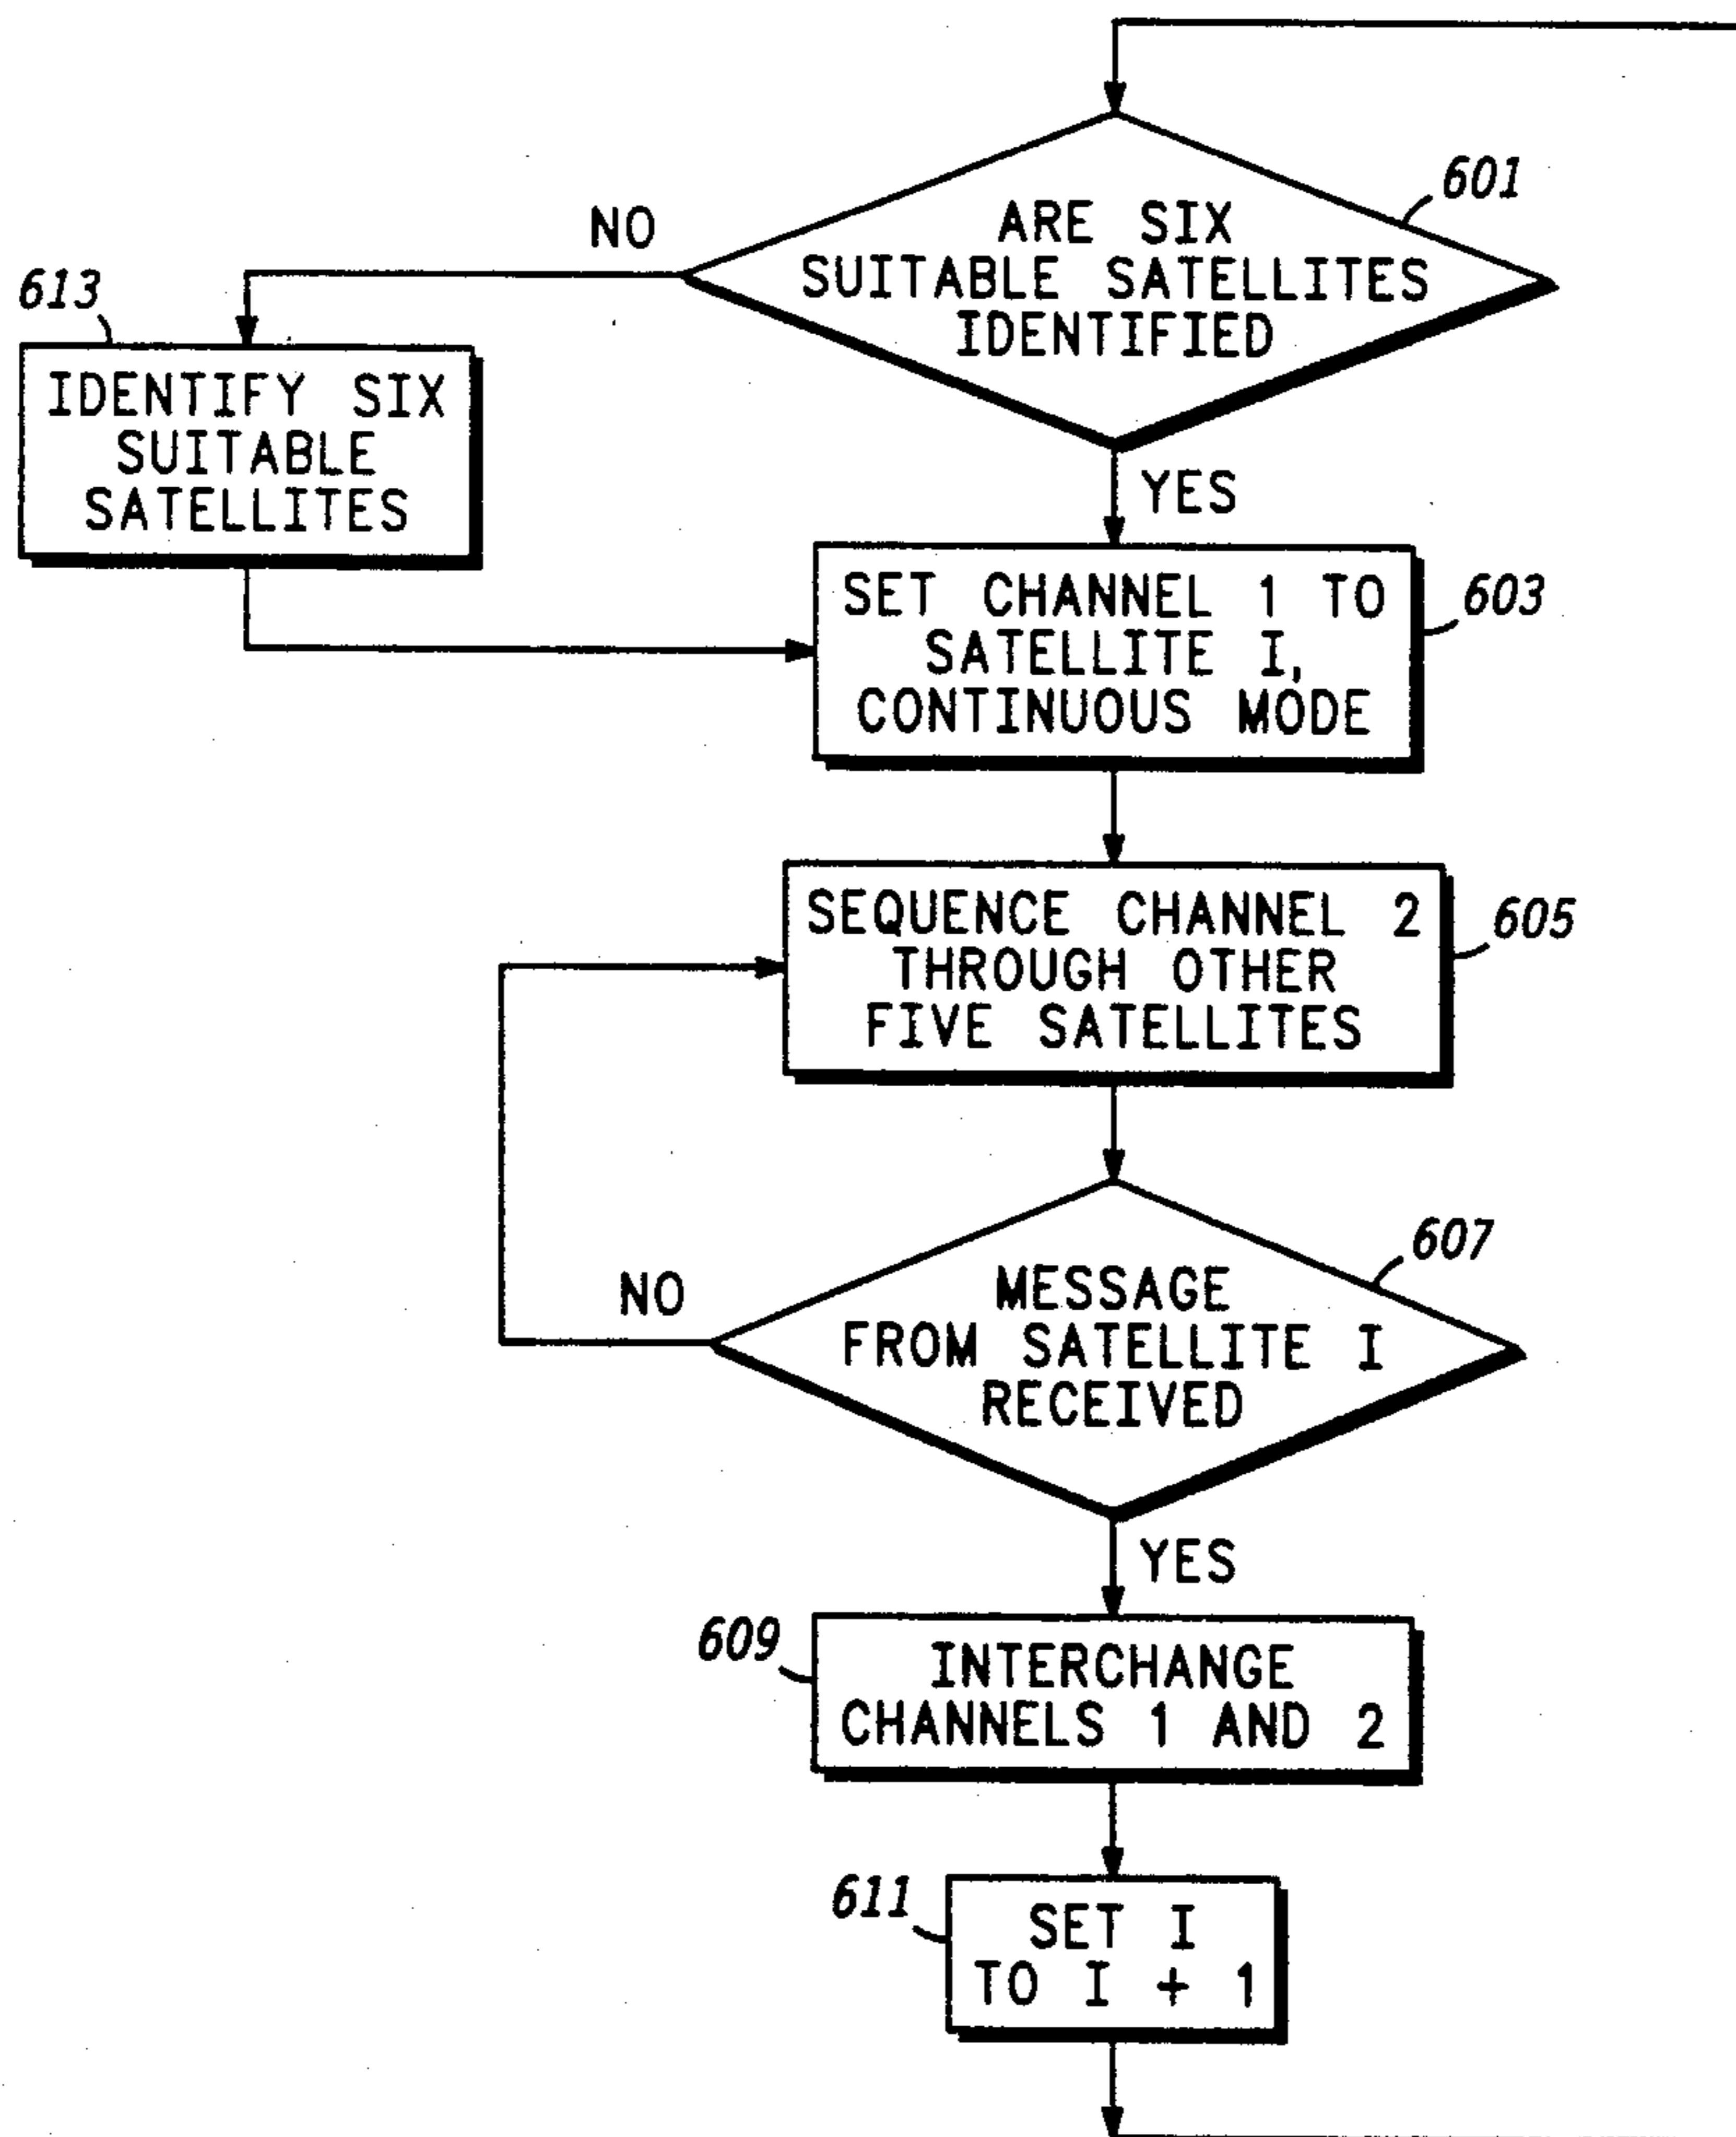 601
ARE SIX
SUITABLE SATELLITES
IDENTIFIED
NO
613
IDENTIFY SIX
SUITABLE
SATELLITES
YES
SET CHANNEL 1 TO
SATELLITE I,
CONTINUOUS MODE
603
SEQUENCE CHANNEL 2
THROUGH OTHER
FIVE SATELLITES
605
607
MESSAGE
FROM SATELLITE I
RECEIVED
NO
YES
609
INTERCHANGE
CHANNELS 1 AND 2
611
SET I
TO I + 1